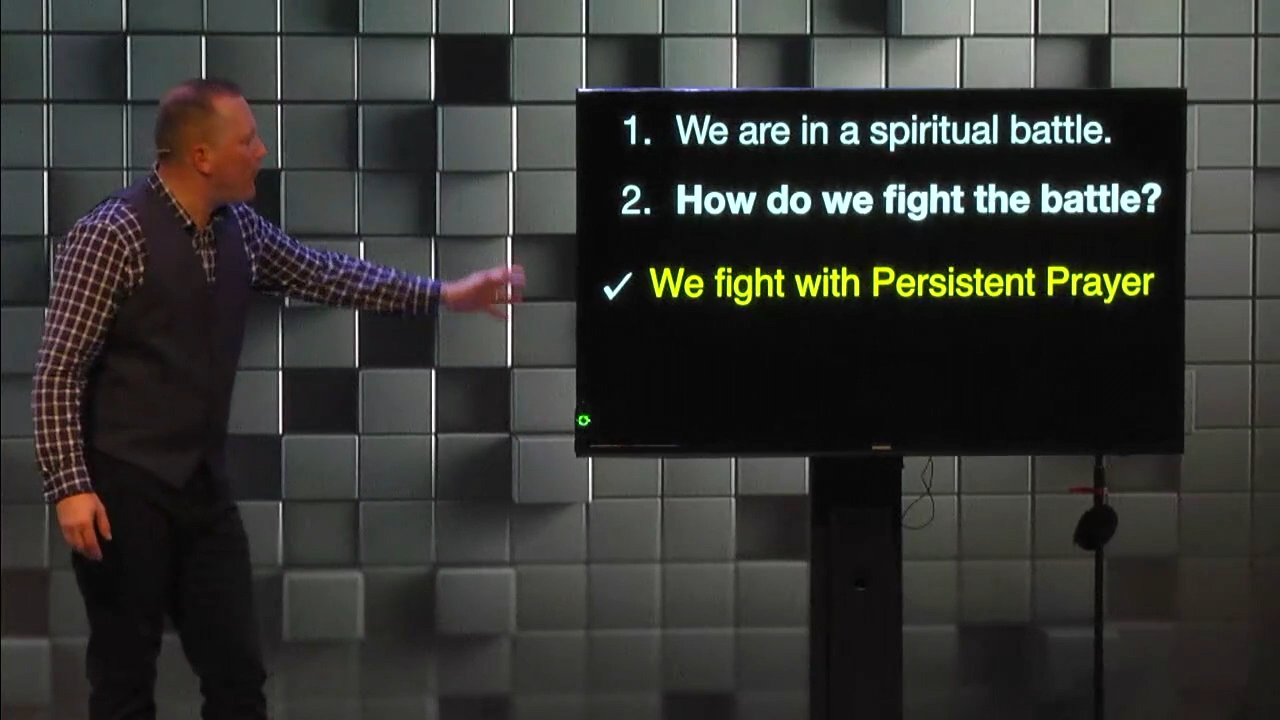 1. We are in a spiritual battle.
2. How do we fight the battle?
✓ We fight with Persistent Prayer